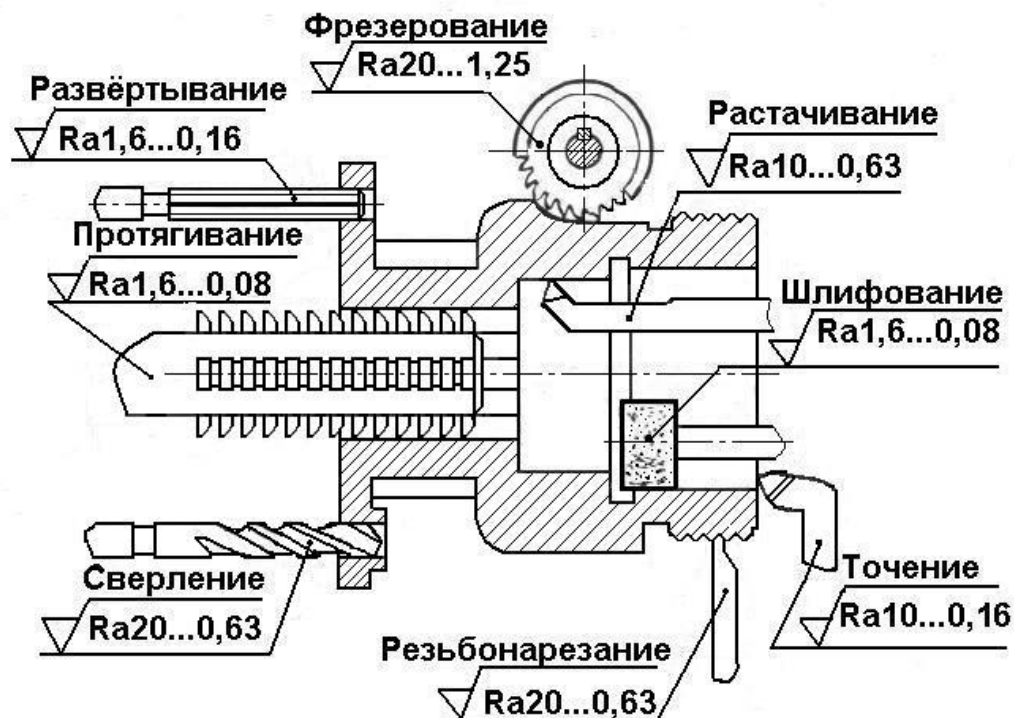 Фрезерование
Ra20...1,25
Развёртывание
Ra1,6...0,16
Растачивание
Ra10...0,63
Протягивание
Ra1,6...0,08
Шлифование
Ra1,6...0,08
Сверление
Ra20...0,63
Точение
Ra10...0,16
Резьбонарезание
Ra20...0,63